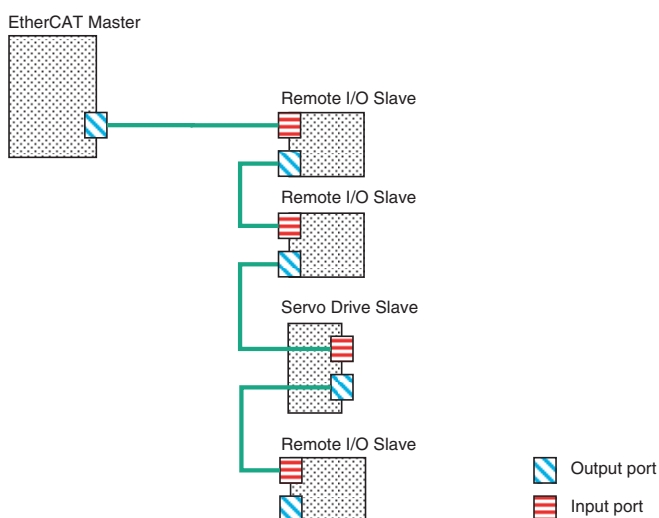 EtherCAT Master
Remote I/O Slave
Remote I/O Slave
Servo Drive Slave
Remote I/O Slave
Output port
Input port